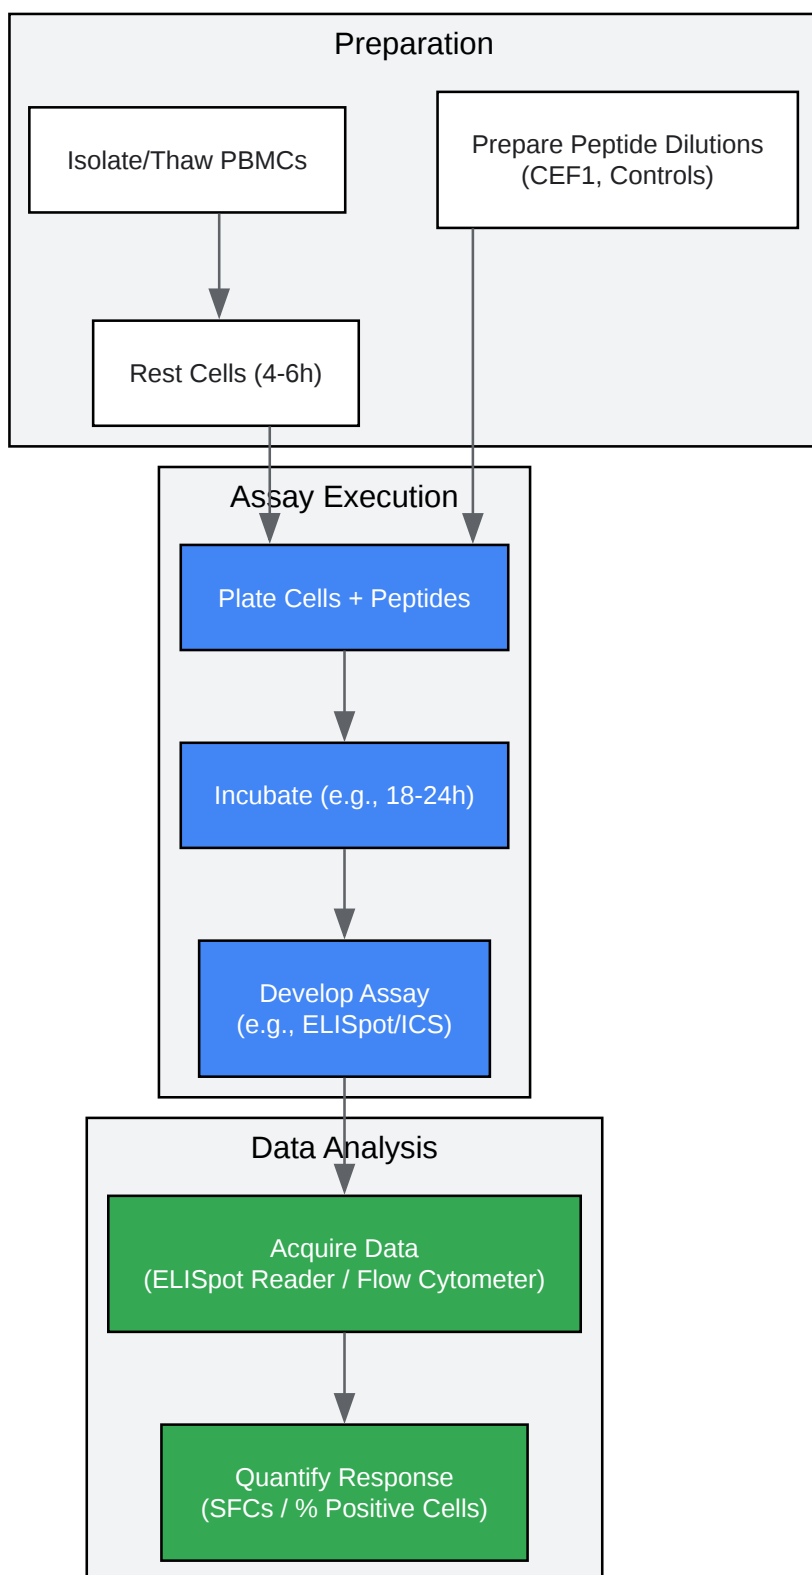 Preparation
Isolate/Thaw PBMCs
Prepare Peptide Dilutions
(CEF1, Controls)
Rest Cells (4-6h)
Assay Execution
Plate Cells + Peptides
Incubate (e.g., 18-24h)
Develop Assay
(e.g., ELISpot/ICS)
Data Analysis
Acquire Data
(ELISpot Reader / Flow Cytometer)
Quantify Response
(SFCs / % Positive Cells)